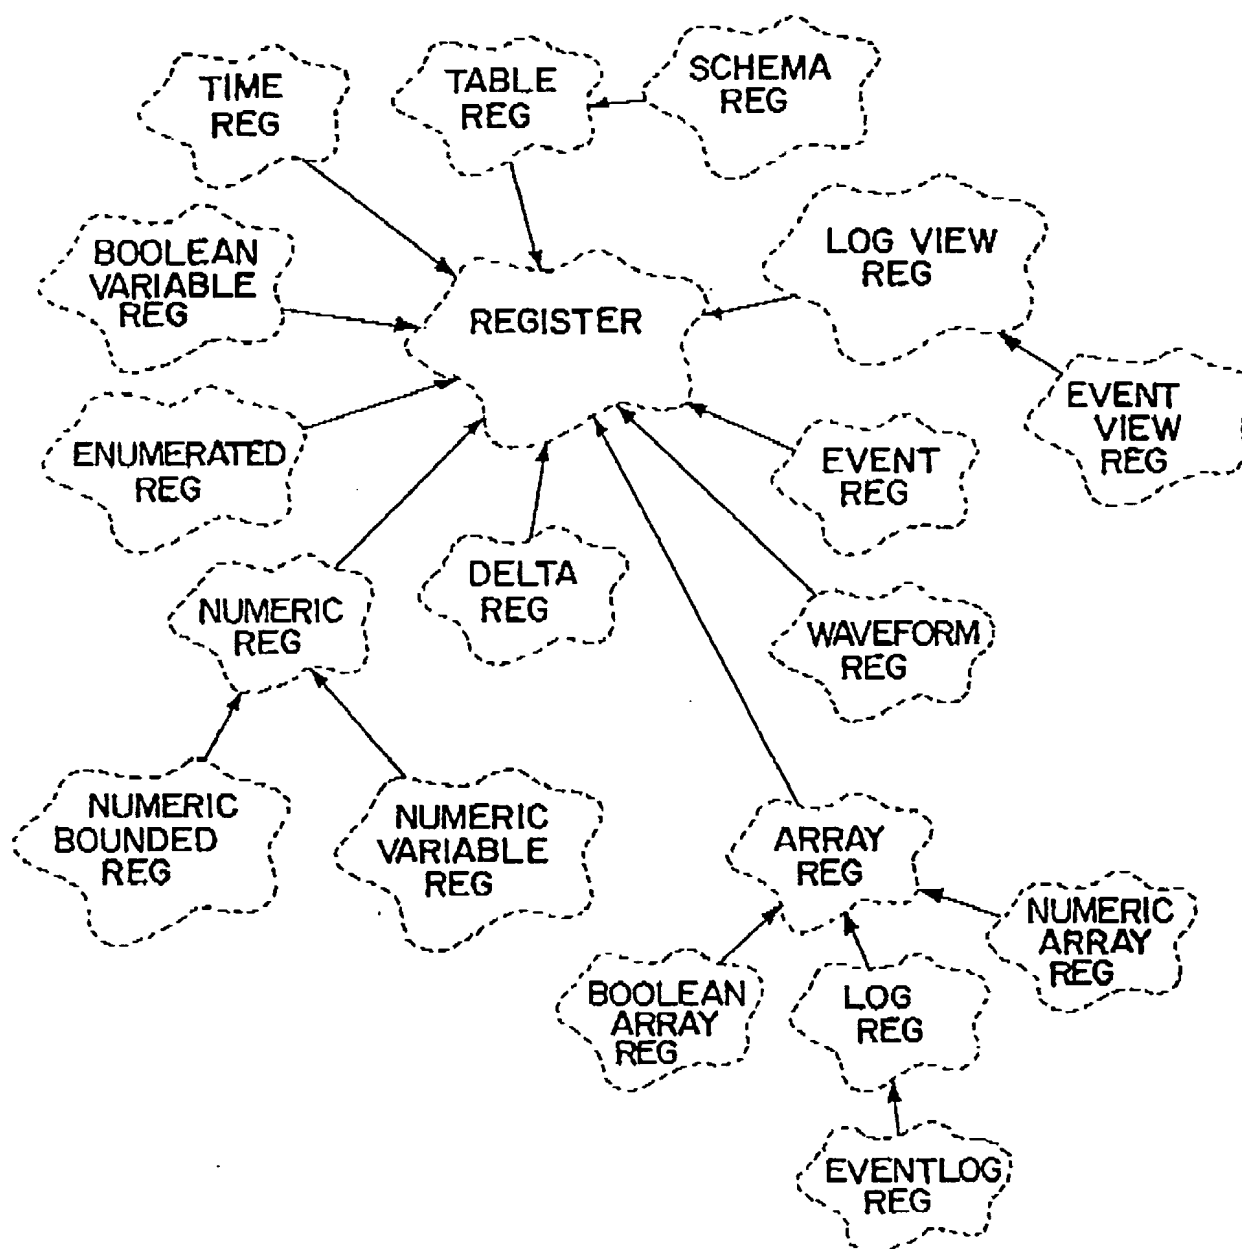 TIME
REG
TABLE
REG
SCHEMA
REG
BOOLEAN
VARIABLE
REG
REGISTER
LOG VIEW
REG
ENUMERATED
REG
EVENT
REG
EVENT
VIEW
REG
NUMERIC
REG
DELTA
REG
WAVEFORM
REG
NUMERIC
BOUNDED
REG
NUMERIC
VARIABLE
REG
ARRAY
REG
NUMERIC
ARRAY
REG
BOOLEAN
ARRAY
REG
LOG
REG
EVENTLOG
REG